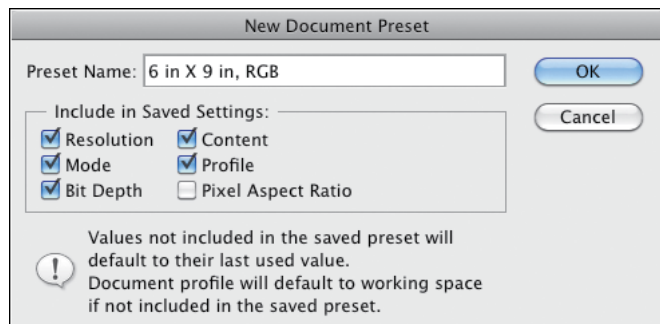 New Document Preset
Preset Name: 6 in X 9 in, RGB
OK
Include in Saved Settings:
Cancel
Resolution Content
Mode Profile
Bit Depth Pixel Aspect Ratio
Values not included in the saved preset will
default to their last used value.
Document profile will default to working space
if not included in the saved preset.